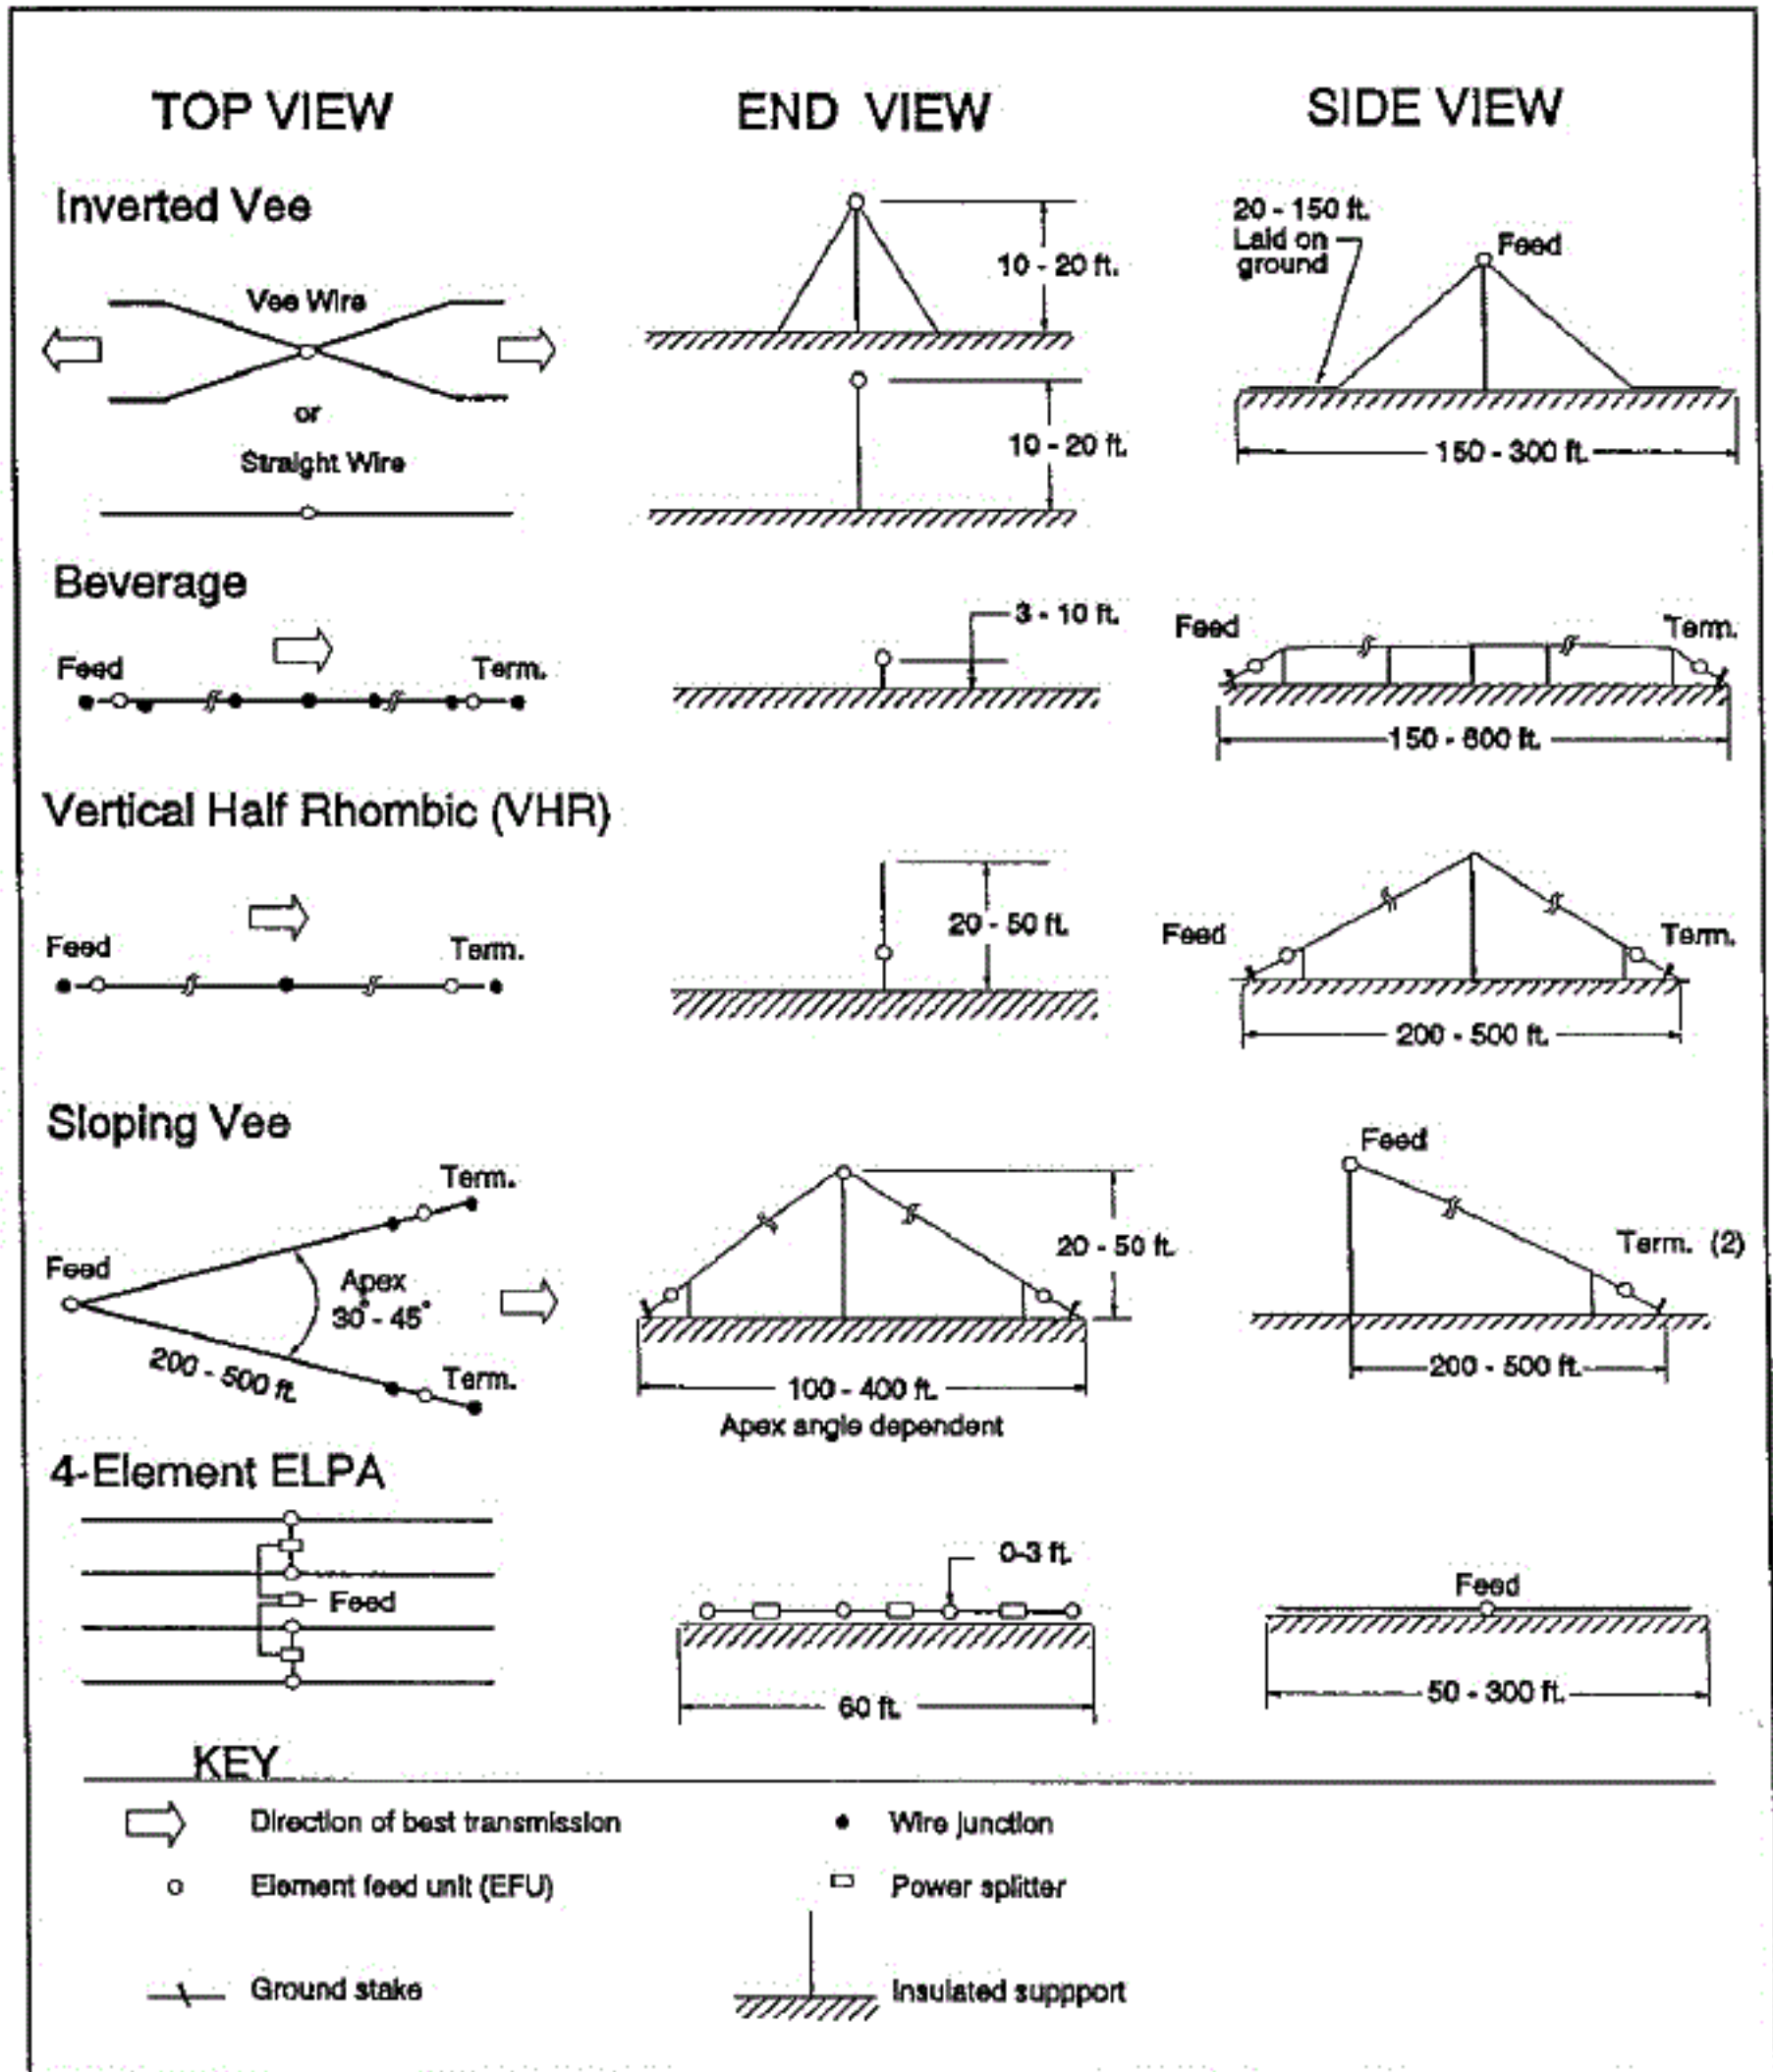 TOP VIEW
END VIEW
SIDE VIEW
Inverted Vee
Vee Wire
or
Straight Wire
10 - 20 ft.
10 - 20 ft.
20 - 150 ft.
Laid on
ground
Feed
150 - 300 ft.
Beverage
Feed
Term.
3 - 10 ft.
Feed
Term.
150 - 600 ft.
Vertical Half Rhombic (VHR)
Feed
Term.
20 - 50 ft.
Feed
Term.
200 - 500 ft.
Sloping Vee
Term.
Feed
Apex
30° - 45°
200 - 500 ft.
Term.
20 - 50 ft.
100 - 400 ft.
Apex angle dependent
Feed
Term. (2)
200 - 500 ft.
4-Element ELPA
Feed
0-3 ft.
60 ft.
Feed
50 - 300 ft.
KEY
Direction of best transmission
Wire junction
Element feed unit (EFU)
Power splitter
Ground stake
Insulated suppport